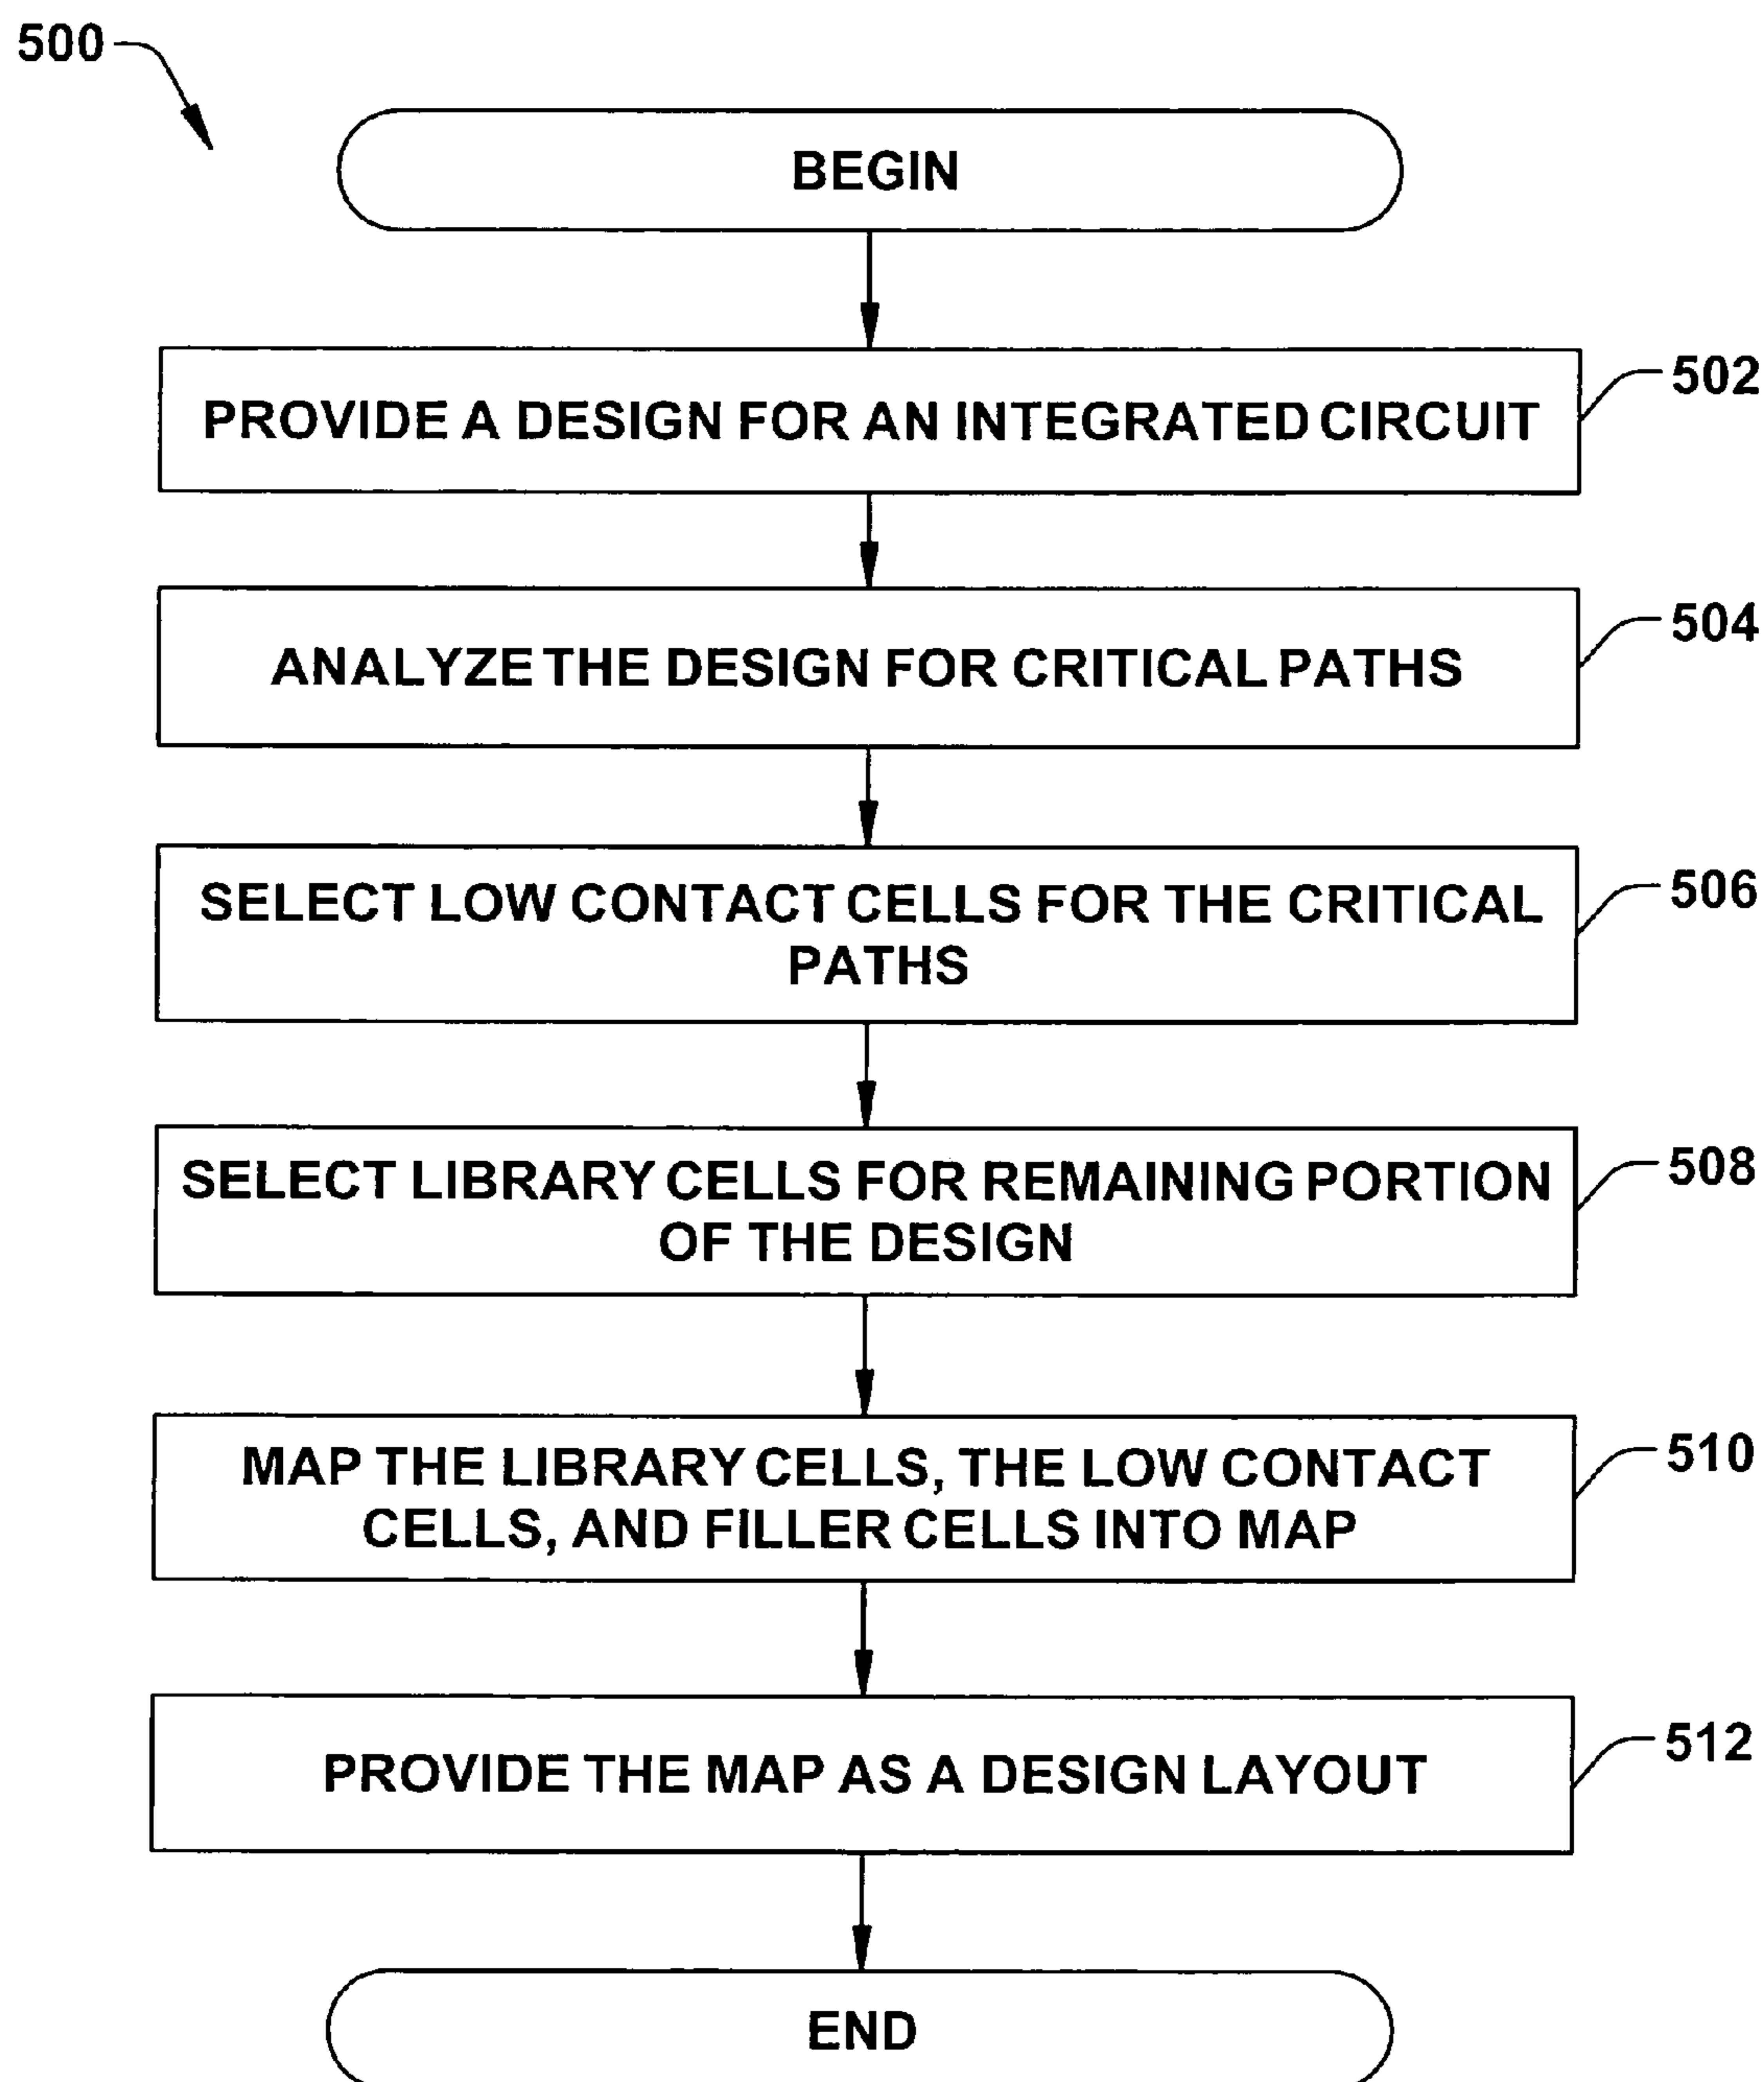 500
BEGIN
PROVIDE A DESIGN FOR AN INTEGRATED CIRCUIT
502
ANALYZE THE DESIGN FOR CRITICAL PATHS
504
SELECT LOW CONTACT CELLS FOR THE CRITICAL
PATHS
506
SELECT LIBRARY CELLS FOR REMAINING PORTION
OF THE DESIGN
508
MAP THE LIBRARY CELLS, THE LOW CONTACT
CELLS, AND FILLER CELLS INTO MAP
510
PROVIDE THE MAP AS A DESIGN LAYOUT
512
END